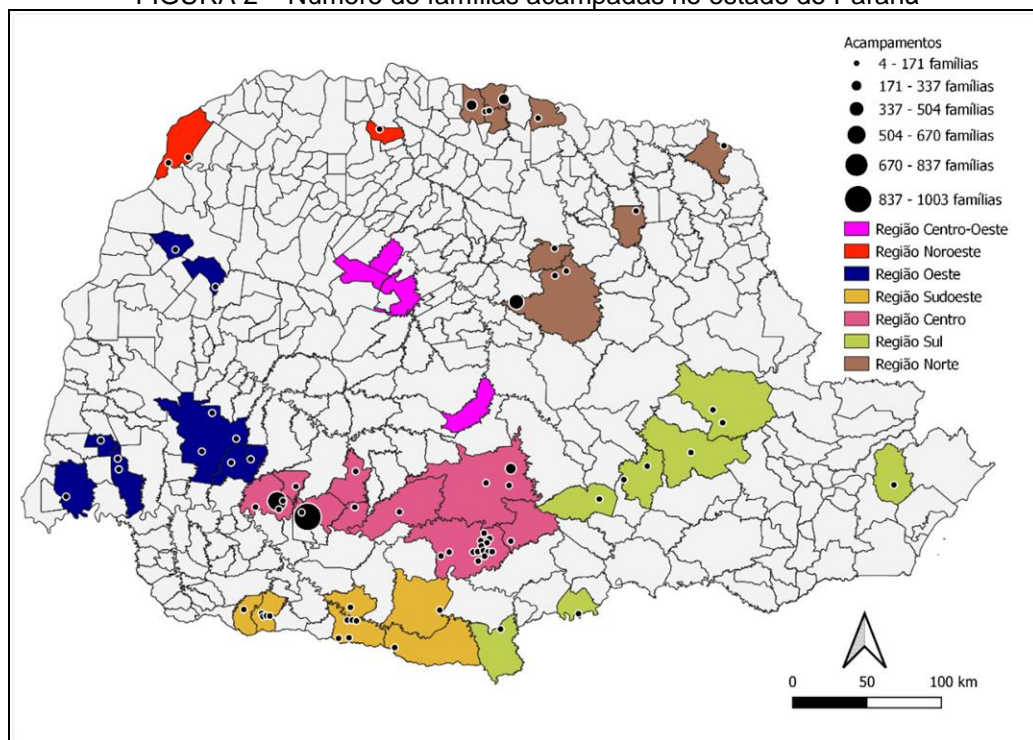 FIGURA 2 – Número de famílias acampadas no estado do Paraná
Acampamentos
4 - 171 famílias
171 - 337 famílias
337 - 504 famílias
504 - 670 famílias
670 - 837 famílias
837 - 1003 famílias
Região Centro-Oeste
Região Noroeste
Região Oeste
Região Sudoeste
Região Centro
Região Sul
Região Norte
0 50 100 km